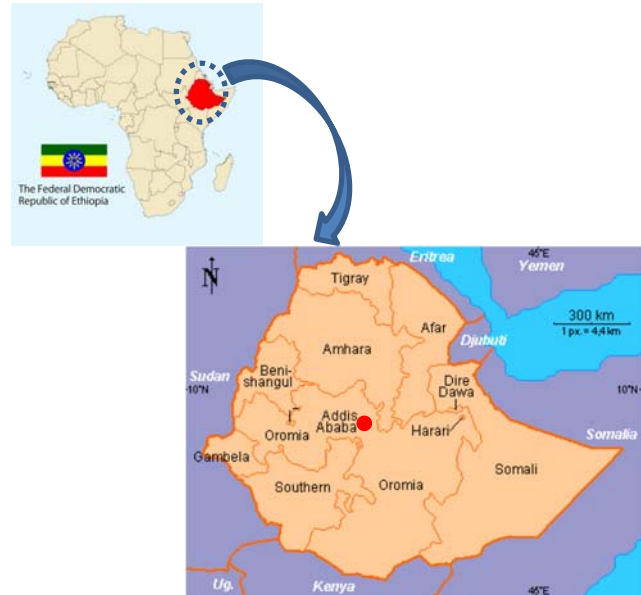 The Federal Democratic
Republic of Ethiopia
N
Eritrea
45°E
Yemen
Tigray
300 km
1 px. = 4,4 km
Afar
Djubuti
Amhara
Sudan
10°N
Beni-
shangul
Dire
Dawa
10°N
Addis
Ababa
Oromia
Harari
Somalia
Gambela
Somali
Southern
Oromia
Ug.
Kenya
45°E